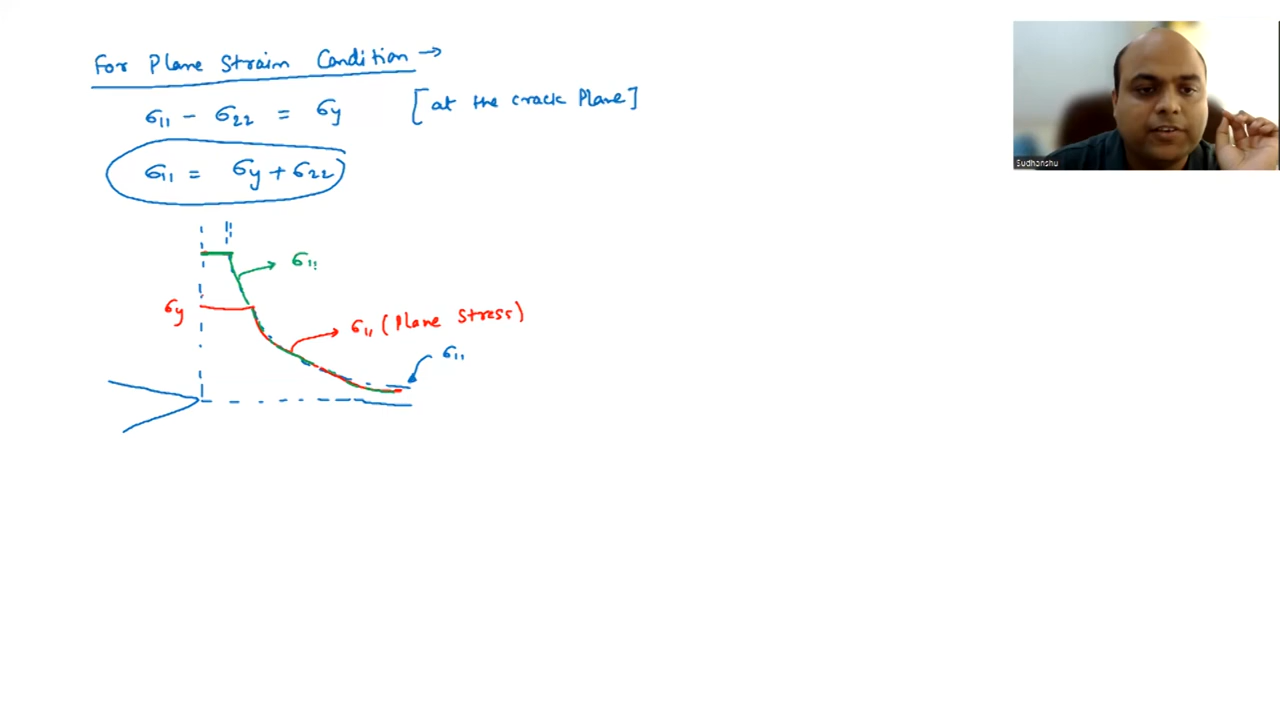 For Plane Strain Condition →
σ11 - σ22 = σy [at the crack Plane]
σ11 = σy + σ22
σ11
σy
σ11 (Plane Stress)
σ11
Sudhanshu